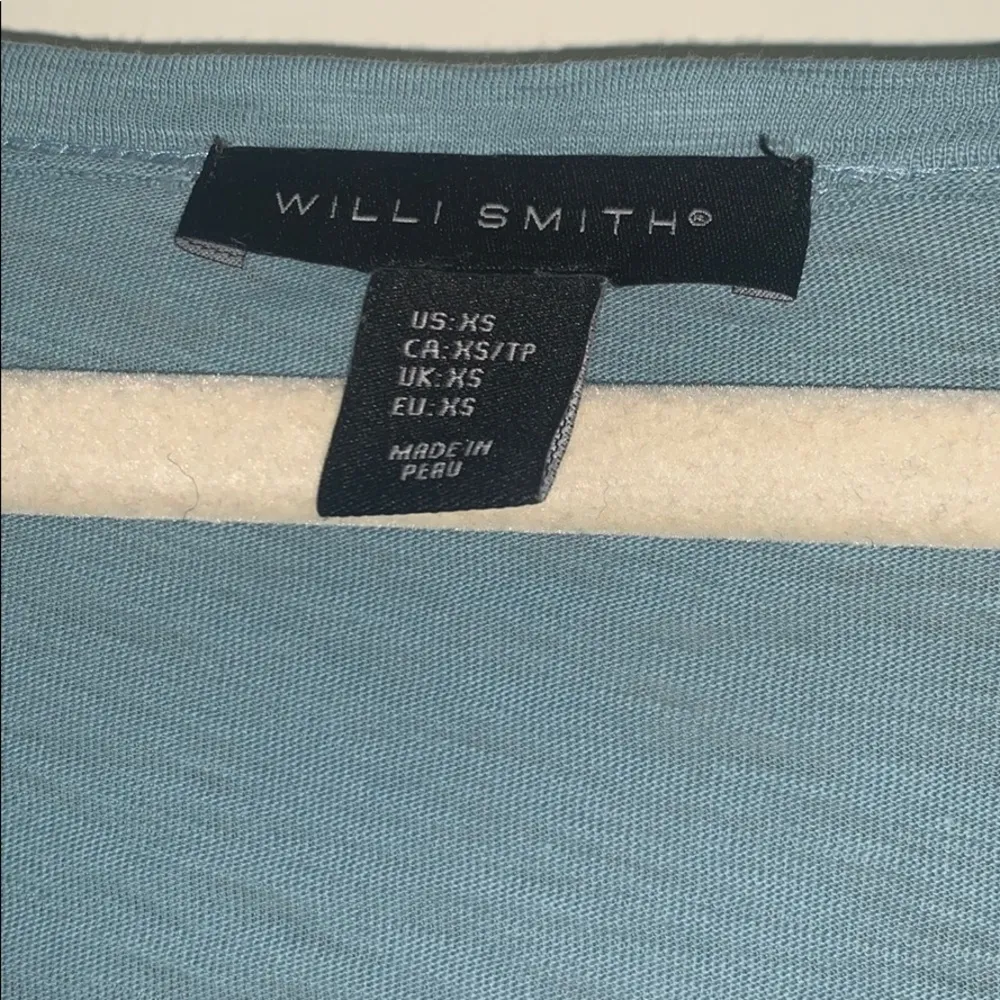 WILLI SMITH®
US: XS
CA: XS/TP
UK: XS
EU: XS
MADE IN
PERU